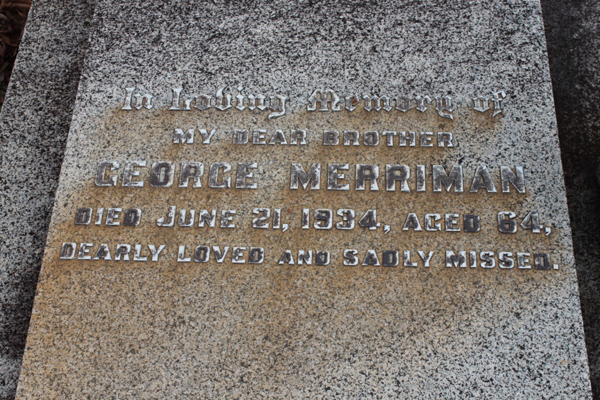 In Loving Memory of
MY DEAR BROTHER
GEORGE MERRIMAN
DIED JUNE 21, 1934, AGED 64,
DEARLY LOVED AND SADLY MISSED.